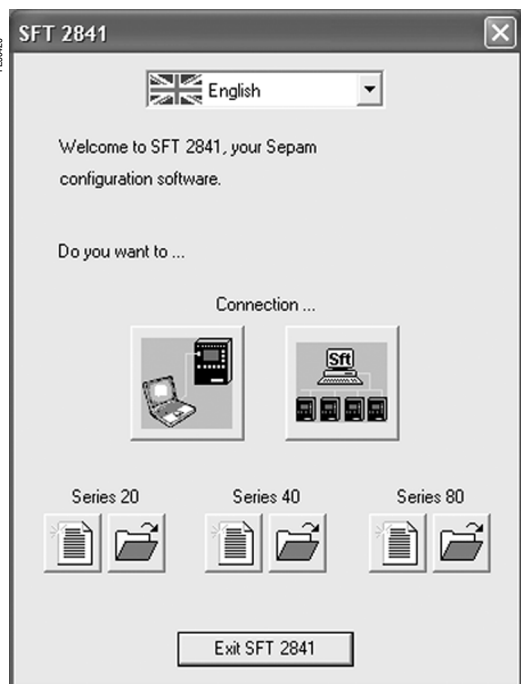 SFT 2841
English
Welcome to SFT 2841, your Sepam
configuration software.
Do you want to ...
Connection ...
Sft
Series 20
Series 40
Series 80
Exit SFT 2841